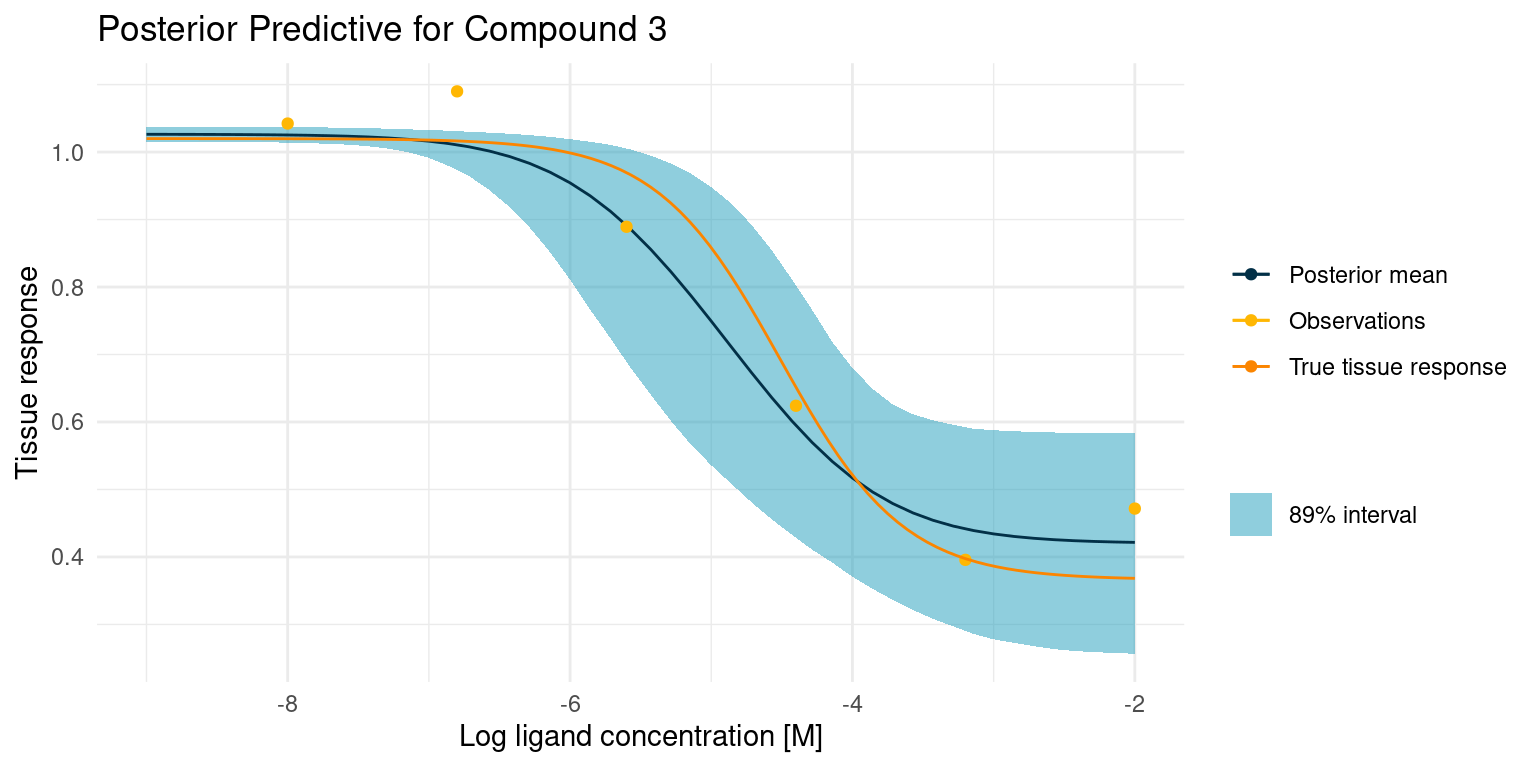 Posterior Predictive for Compound 3
Tissue response
1.0
0.8
0.6
0.4
-8
-6
-4
-2
Log ligand concentration [M]
Posterior mean
Observations
True tissue response
89% interval